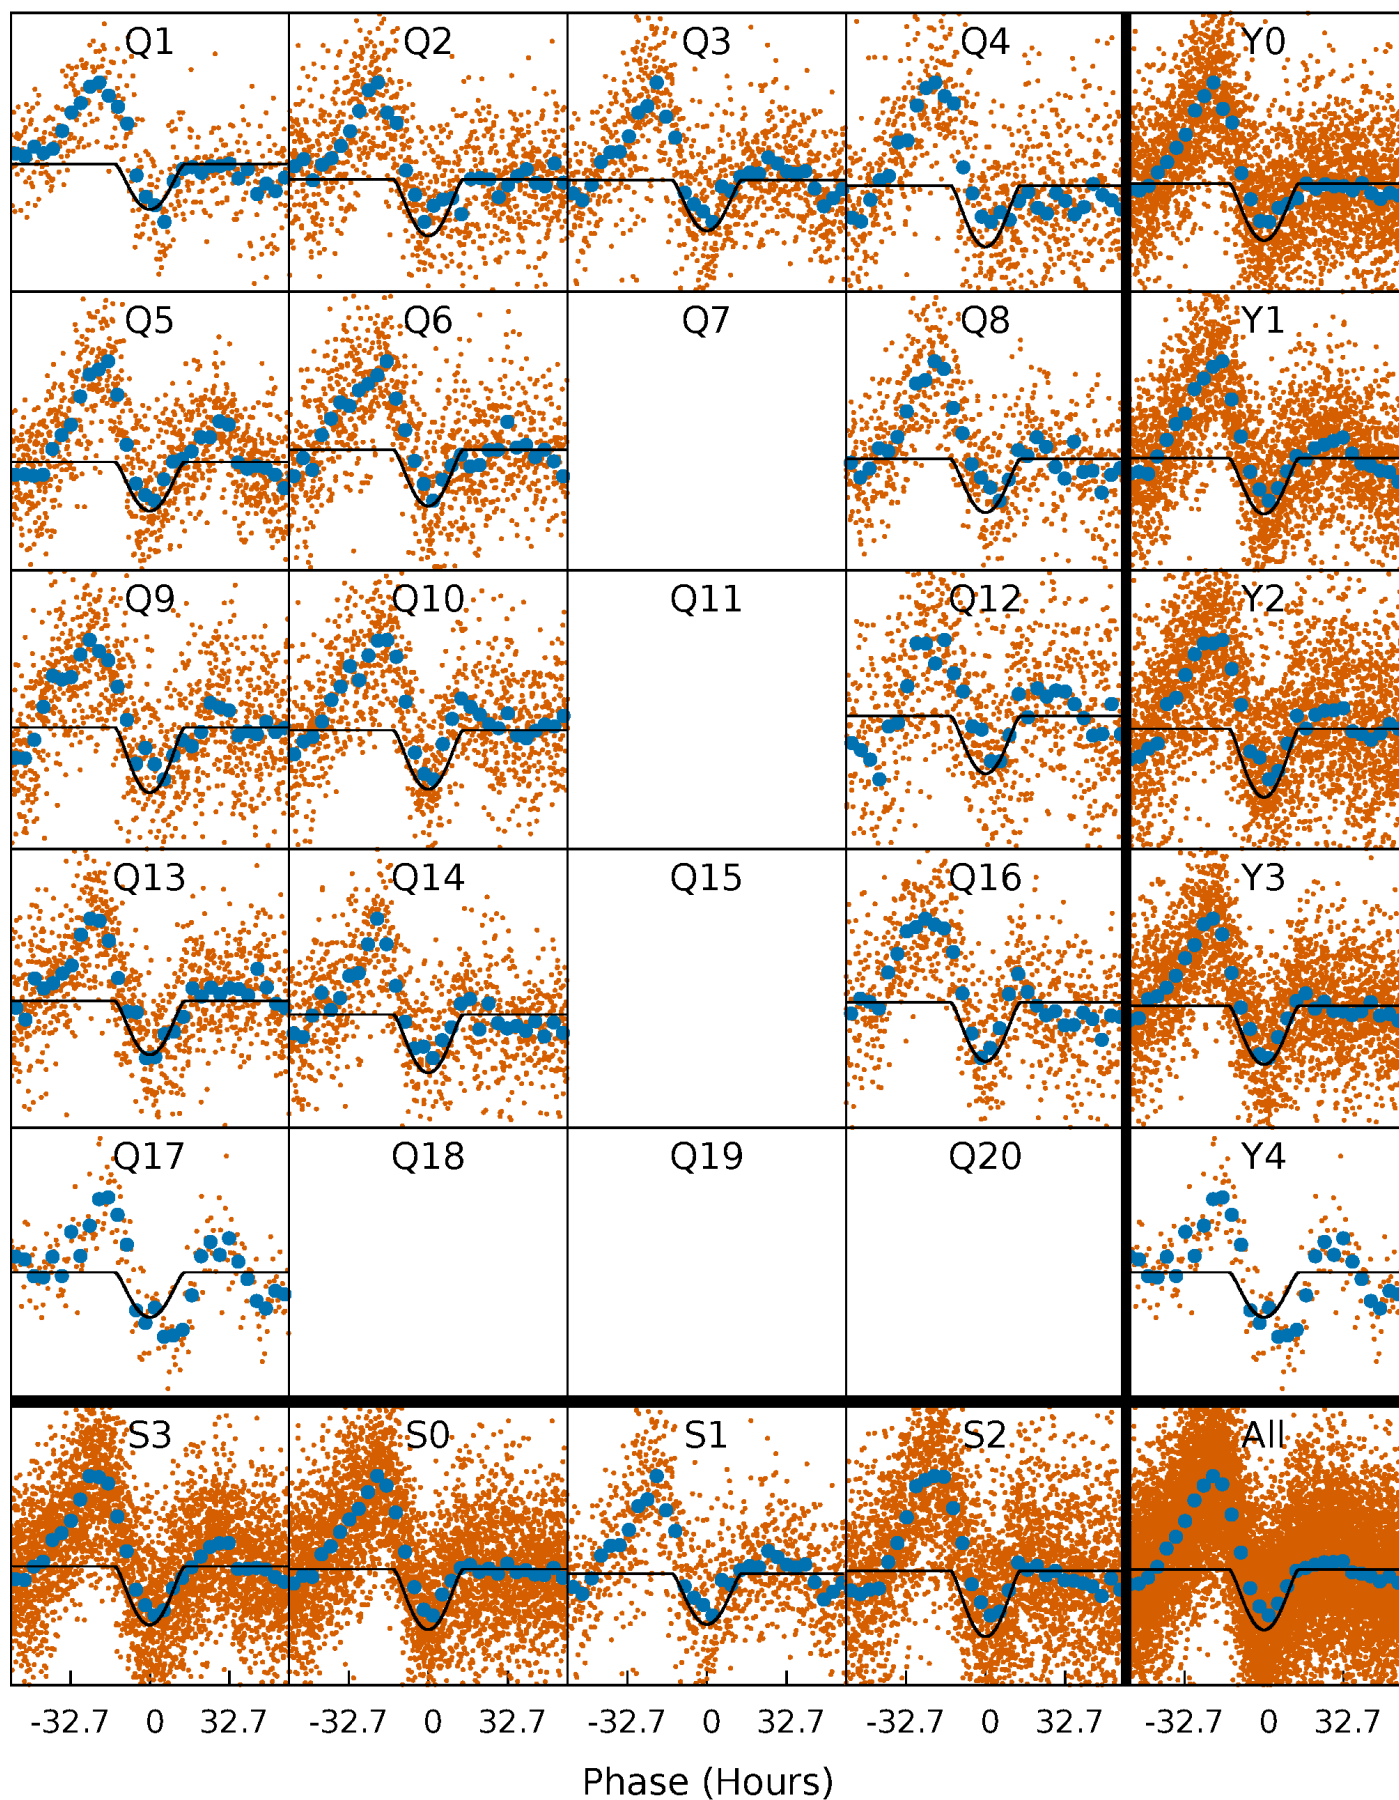 Q1 Q2 Q3 Q4 Y0
Q5 Q6 Q7 Q8 Y1
Q9 Q10 Q11 Q12 Y2
Q13 Q14 Q15 Q16 Y3
Q17 Q18 Q19 Q20 Y4
S3 S0 S1 S2 All
-32.7 0 32.7 -32.7 0 32.7 -32.7 0 32.7 -32.7 0 32.7 -32.7 0 32.7
Phase (Hours)